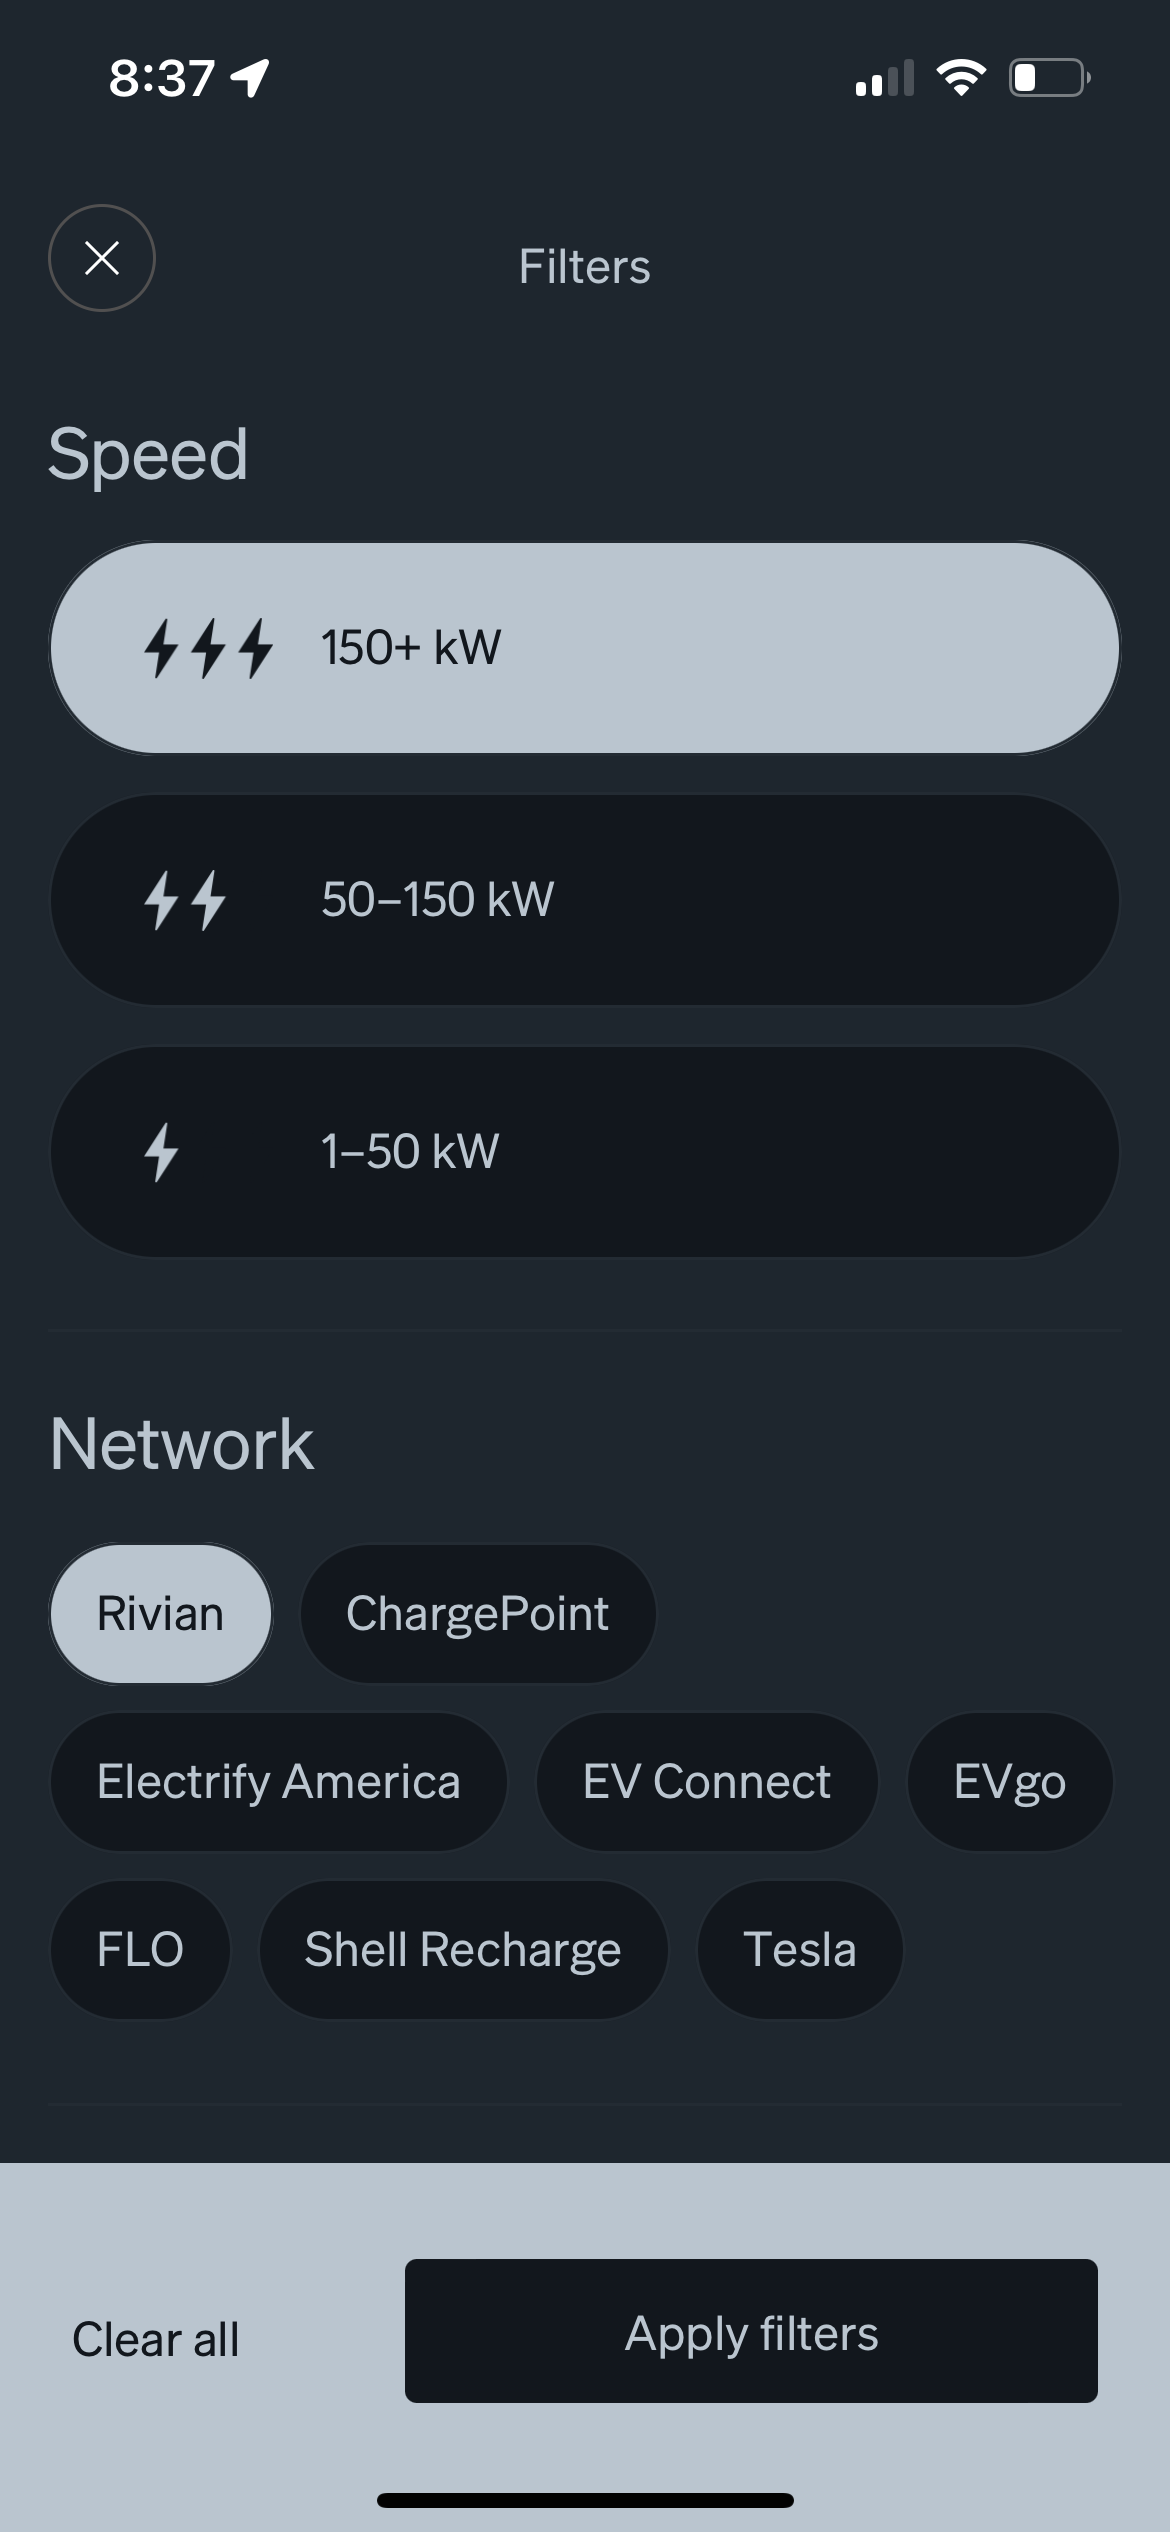 8:37
Filters
Speed
150+ kW
50–150 kW
1–50 kW
Network
Rivian ChargePoint
Electrify America EV Connect EVgo
FLO Shell Recharge Tesla
Clear all Apply filters